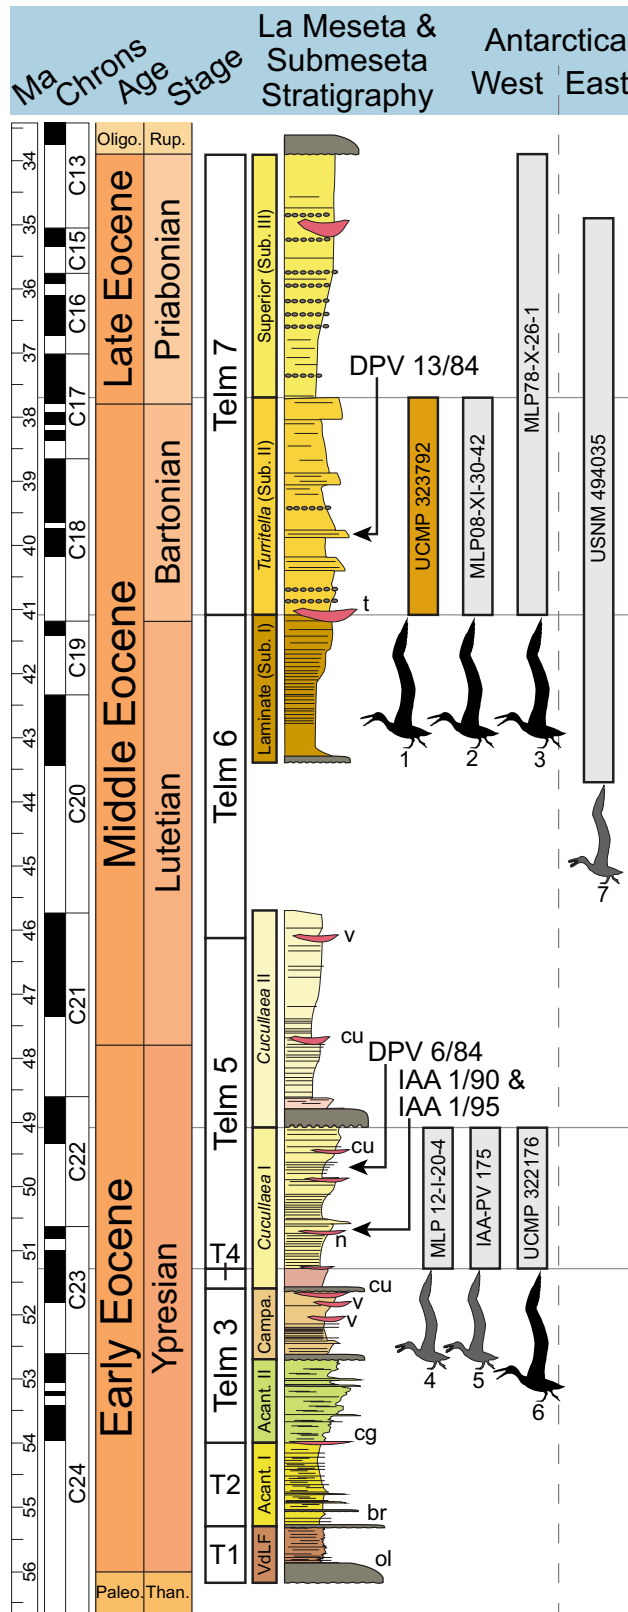 Ma
Chrons
Age
Stage
La Meseta &
Submeseta
Stratigraphy
Antarctica
West
East
34
35
36
37
38
39
40
41
42
43
44
45
46
47
48
49
50
51
52
53
54
55
56
C13
C15
C16
C17
C18
C19
C20
C21
C22
C23
C24
Oligo.
Late Eocene
Middle Eocene
Early Eocene
Paleo.
Rup.
Priabonian
Bartonian
Lutetian
Ypresian
Than.
Telm 7
Telm 6
Telm 5
T4
Telm 3
T2
T1
Superior (Sub. III)
Turritella (Sub. II)
Laminate (Sub. I)
Cucullaea II
Cucullaea I
Campa.
Acant. II
Acant. I
VdLF
DPV 13/84
t
v
cu
DPV 6/84
IAA 1/90 &
IAA 1/95
cu
n
cu
v
v
cg
br
ol
UCMP 323792
MLP08-XI-30-42
MLP78-X-26-1
USNM 494035
1
2
3
7
MLP 12-I-20-4
IAA-PV 175
UCMP 322176
4
5
6